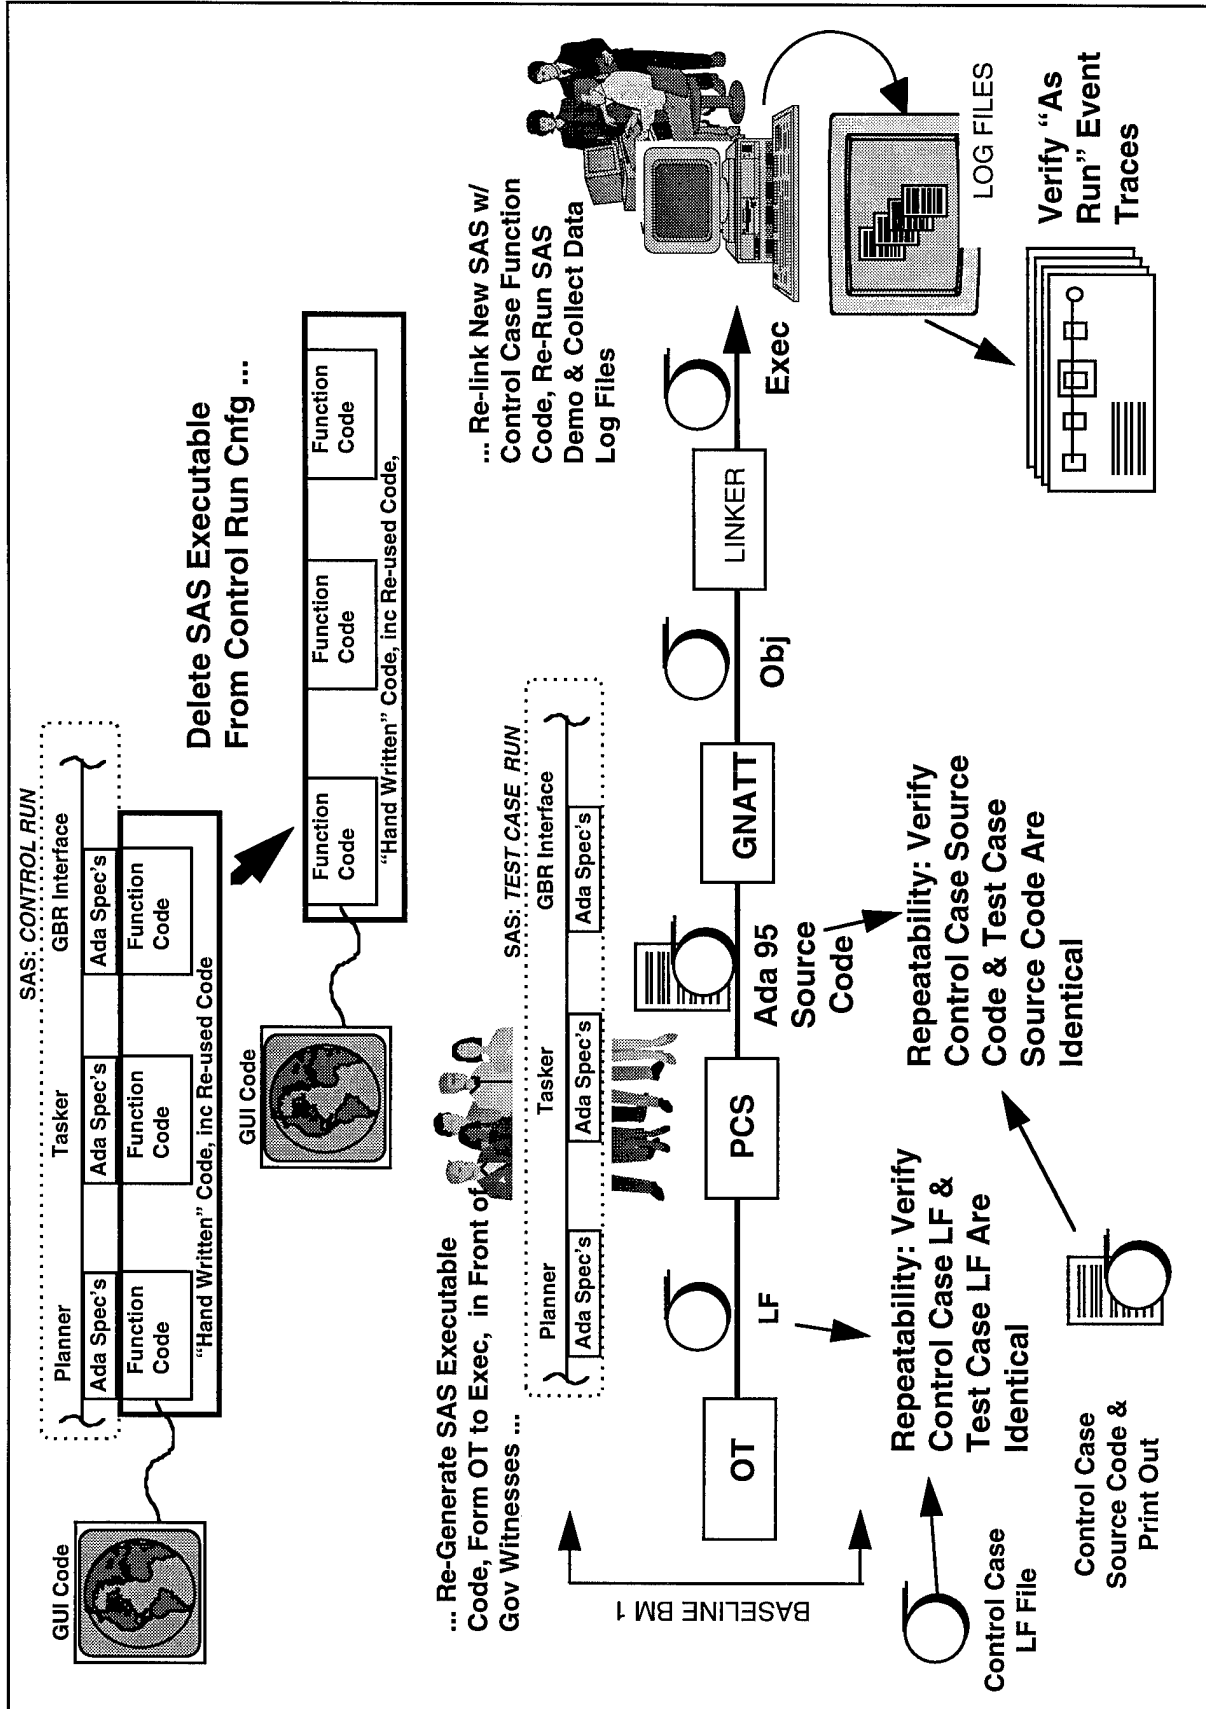 SAS: CONTROL RUN
Planner
Tasker
GBR Interface
Ada Spec's
Ada Spec's
Ada Spec's
GUI Code
Function
Code
Function
Code
Function
Code
"Hand Written" Code, inc Re-used Code
Delete SAS Executable
From Control Run Cnfg ...
GUI Code
Function
Code
Function
Code
Function
Code
"Hand Written" Code, inc Re-used Code,
... Re-Generate SAS Executable
Code, Form OT to Exec, in Front of
Gov Witnesses ...
SAS: TEST CASE RUN
Planner
Tasker
GBR Interface
Ada Spec's
Ada Spec's
Ada Spec's
... Re-link New SAS w/
Control Case Function
Code, Re-Run SAS
Demo & Collect Data
Log Files
BASELINE BM 1
OT
LF
PCS
Ada 95
Source
Code
GNATT
Obj
LINKER
Exec
LOG FILES
Control Case
LF File
Repeatability: Verify
Control Case LF &
Test Case LF Are
Identical
Control Case
Source Code &
Print Out
Repeatability: Verify
Control Case Source
Code & Test Case
Source Code Are
Identical
Verify "As
Run" Event
Traces